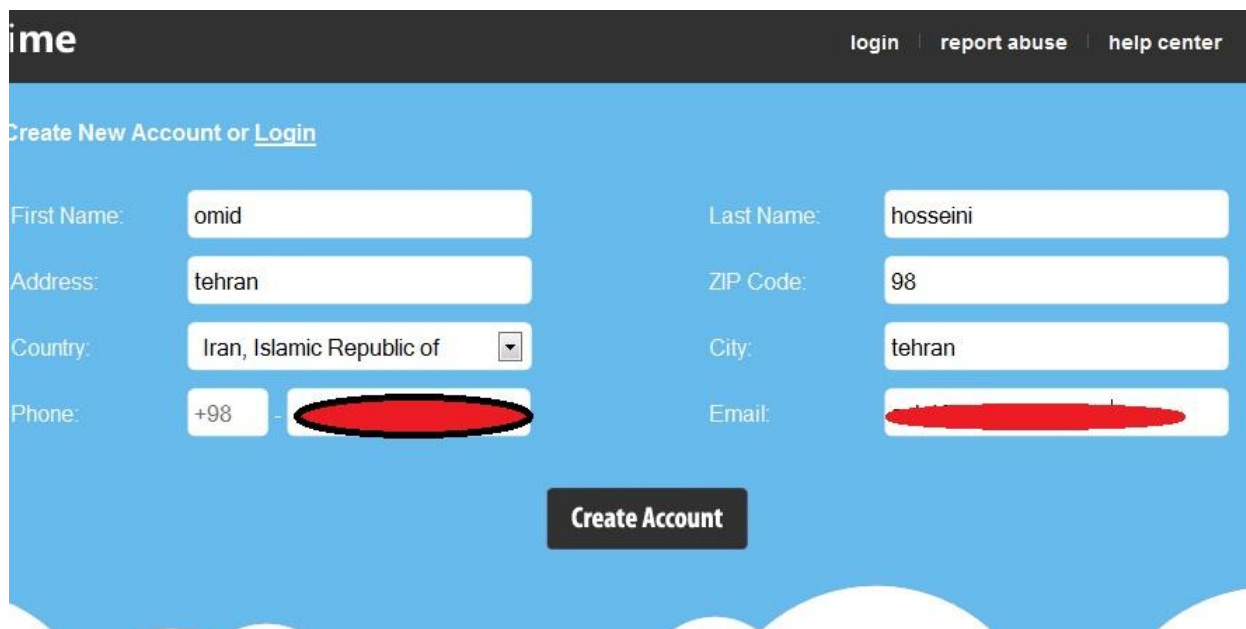 ime
login report abuse help center
Create New Account or Login
First Name: omid Last Name: hosseini
Address: tehran ZIP Code: 98
Country: Iran, Islamic Republic of City: tehran
Phone: +98 - Email:
Create Account